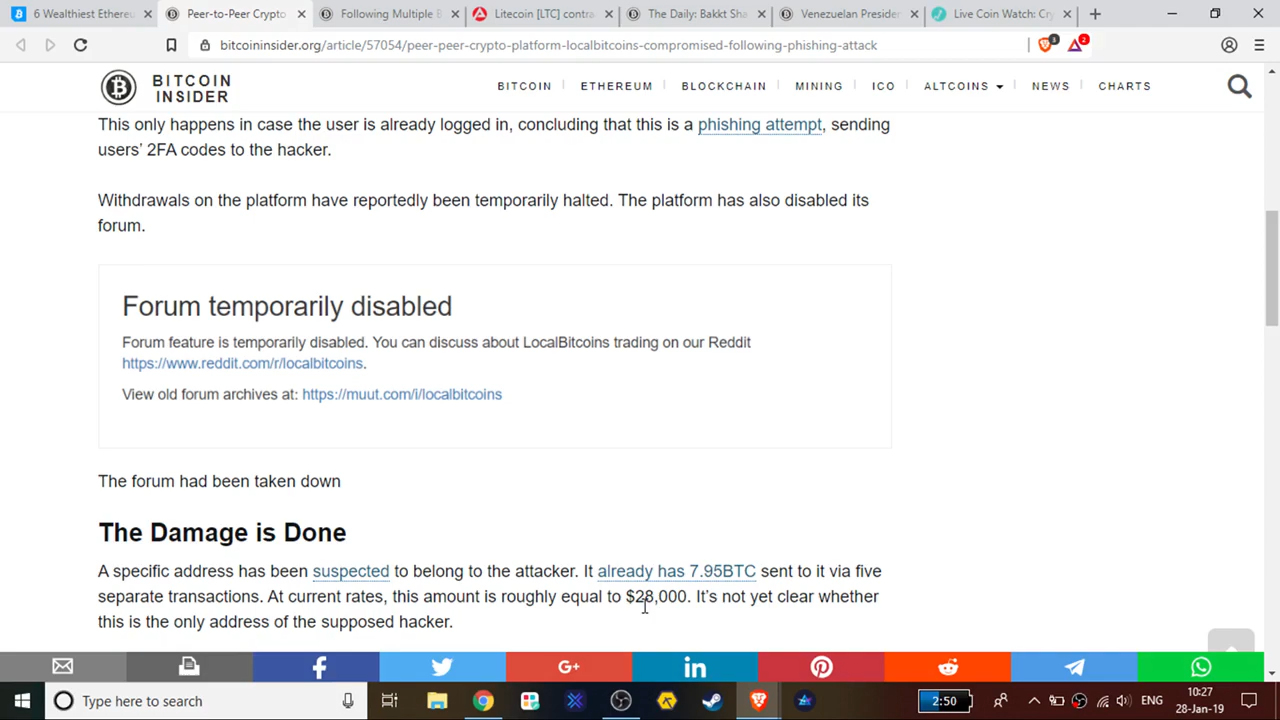 6 Wealthiest Ethereu
Peer-to-Peer Crypto
Following Multiple B
Litecoin [LTC] contra
The Daily: Bakkt Sha
Venezuelan Presiden
Live Coin Watch: Cry
bitcoininsider.org/article/57054/peer-peer-crypto-platform-localbitcoins-compromised-following-phishing-attack
3
2
BITCOIN
INSIDER
BITCOIN
ETHEREUM
BLOCKCHAIN
MINING
ICO
ALTCOINS
NEWS
CHARTS
This only happens in case the user is already logged in, concluding that this is a phishing attempt, sending
users' 2FA codes to the hacker.
Withdrawals on the platform have reportedly been temporarily halted. The platform has also disabled its
forum.
Forum temporarily disabled
Forum feature is temporarily disabled. You can discuss about LocalBitcoins trading on our Reddit
https://www.reddit.com/r/localbitcoins.
View old forum archives at: https://muut.com/i/localbitcoins
The forum had been taken down
The Damage is Done
A specific address has been suspected to belong to the attacker. It already has 7.95BTC sent to it via five
separate transactions. At current rates, this amount is roughly equal to $28,000. It's not yet clear whether
this is the only address of the supposed hacker.
Type here to search
2:50
ENG
10:27
28-Jan-19